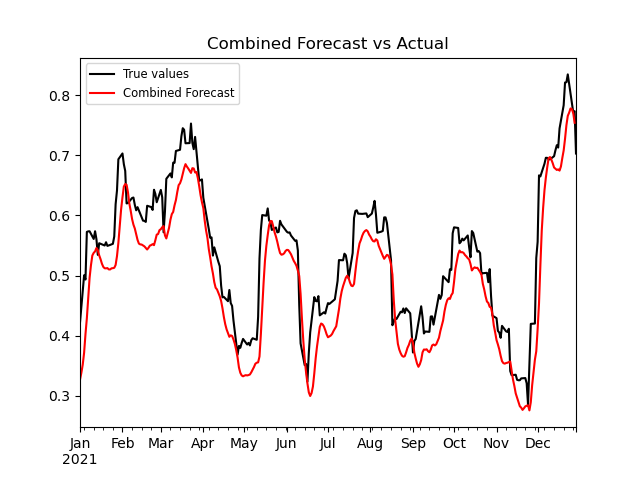 Combined Forecast vs Actual
True values
Combined Forecast
0.8
0.7
0.6
0.5
0.4
0.3
Jan Feb Mar Apr May Jun Jul Aug Sep Oct Nov Dec
2021